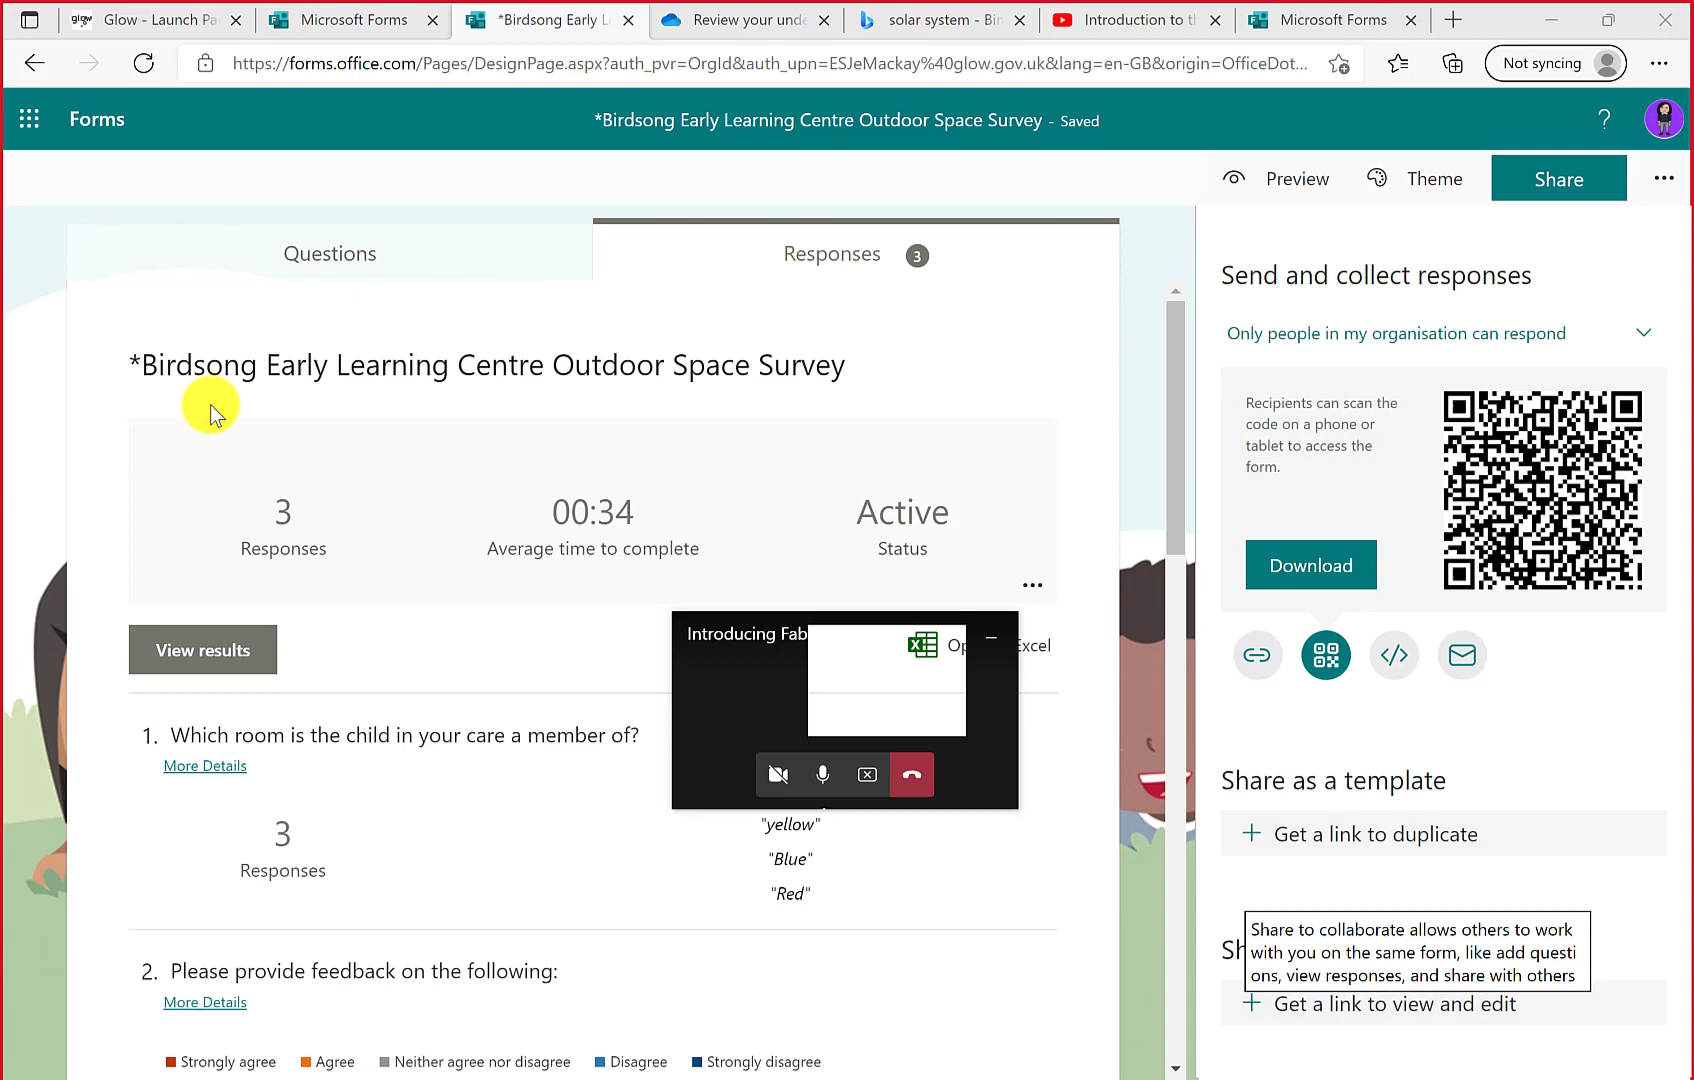 glow
Glow - Launch Pa
Microsoft Forms
*Birdsong Early L
Review your und
solar system - Bin
Introduction to th
Microsoft Forms
https://forms.office.com/Pages/DesignPage.aspx?auth_pvr=OrgId&auth_upn=ESJeMackay%40glow.gov.uk&lang=en-GB&origin=OfficeDot...
Not syncing
Forms
*Birdsong Early Learning Centre Outdoor Space Survey - Saved
?
Preview
Theme
Share
Questions
Responses 3
*Birdsong Early Learning Centre Outdoor Space Survey
3
Responses
00:34
Average time to complete
Active
Status
View results
Introducing Fab
Op
Excel
1. Which room is the child in your care a member of?
More Details
3
Responses
"yellow"
"Blue"
"Red"
2. Please provide feedback on the following:
More Details
Strongly agree
Agree
Neither agree nor disagree
Disagree
Strongly disagree
Send and collect responses
Only people in my organisation can respond
Recipients can scan the
code on a phone or
tablet to access the
form.
Download
Share as a template
Get a link to duplicate
Sh
Share to collaborate allows others to work
with you on the same form, like add questi
ons, view responses, and share with others
Get a link to view and edit